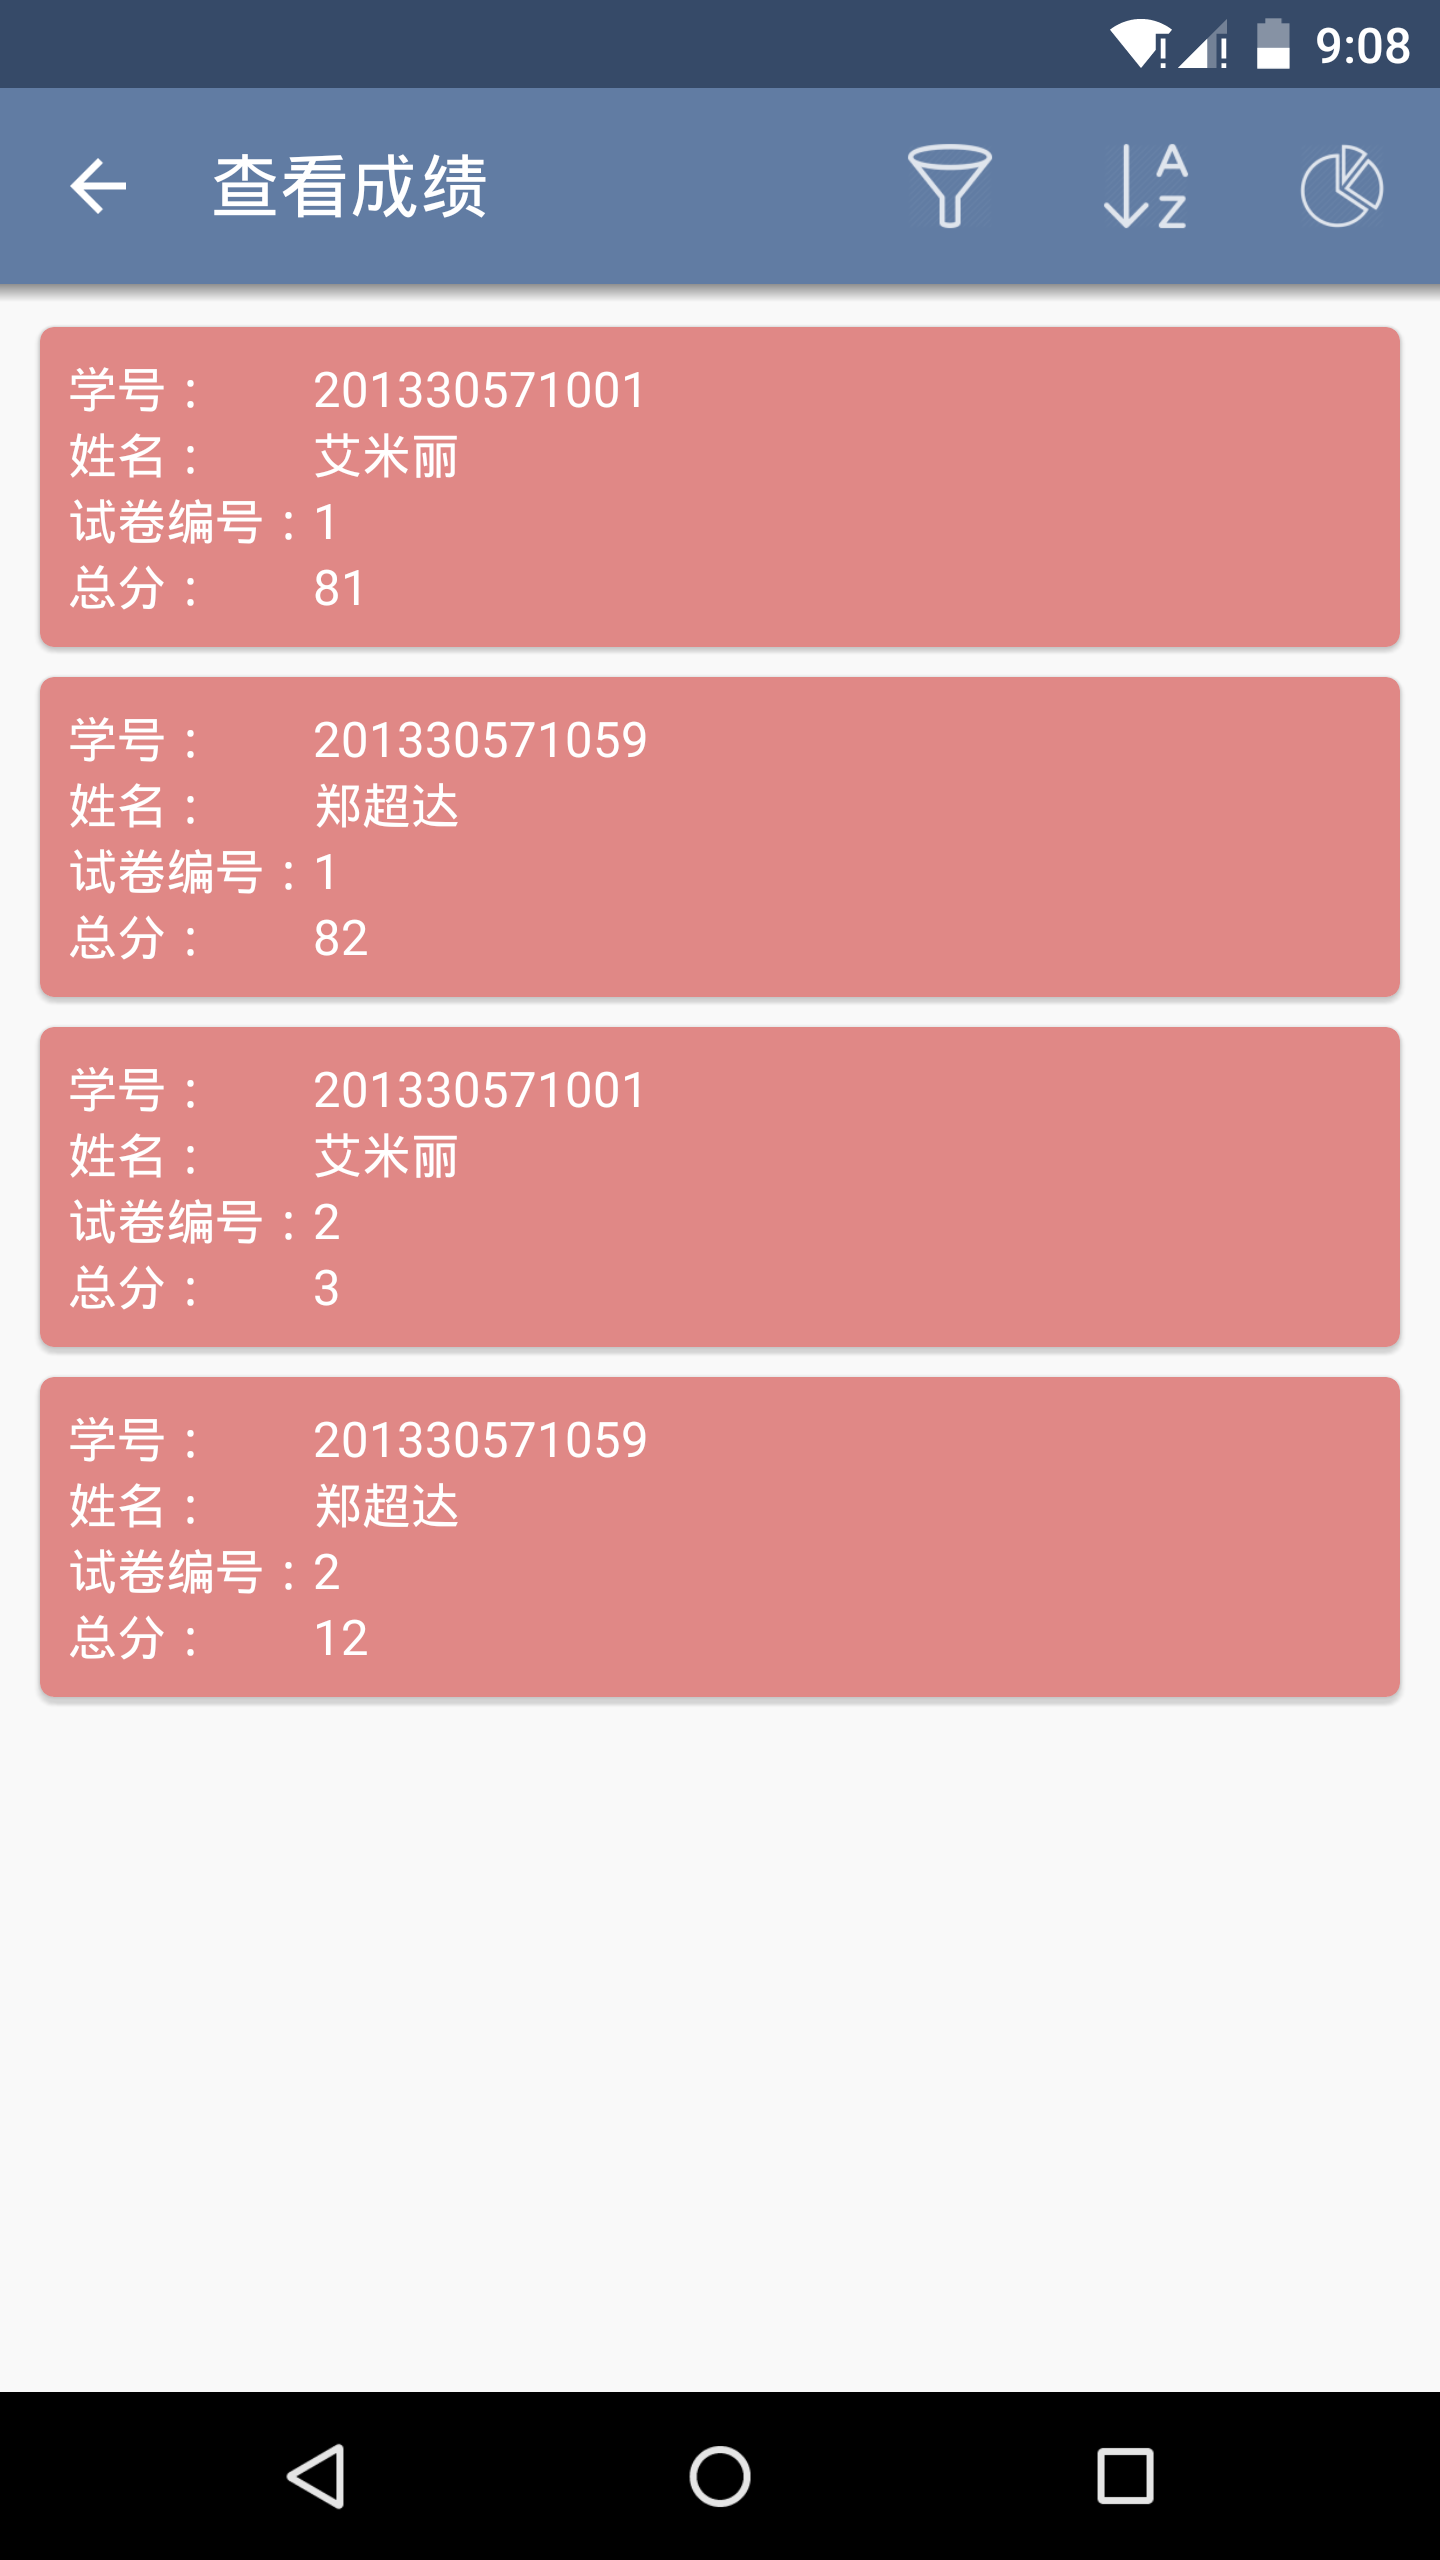 9:08
查看成绩
A
Z
学号： 201330571001
姓名： 艾米丽
试卷编号：1
总分： 81
学号： 201330571059
姓名： 郑超达
试卷编号：1
总分： 82
学号： 201330571001
姓名： 艾米丽
试卷编号：2
总分： 3
学号： 201330571059
姓名： 郑超达
试卷编号：2
总分： 12